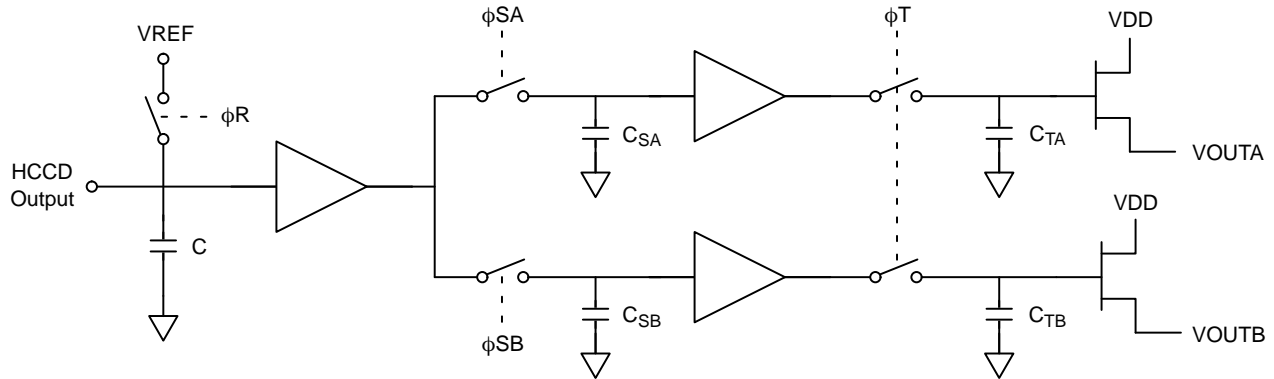 ϕSA
ϕT
VDD
VREF
ϕR
C_SA
C_TA
VOUTA
HCCD
Output
VDD
C
C_SB
C_TB
ϕSB
VOUTB